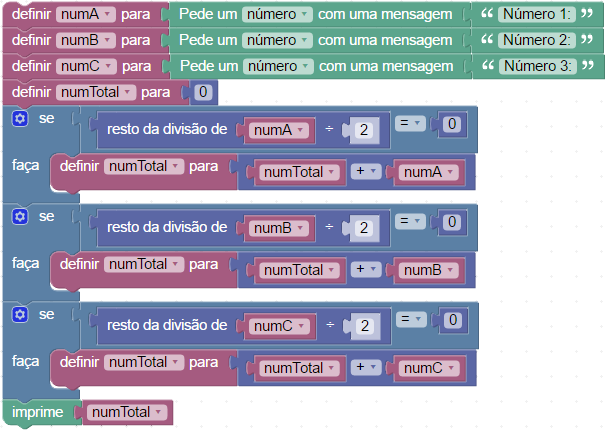 definir numA para Pede um número com uma mensagem “ Número 1: ”
definir numB para Pede um número com uma mensagem “ Número 2: ”
definir numC para Pede um número com uma mensagem “ Número 3: ”
definir numTotal para 0
se resto da divisão de numA ÷ 2 = 0
faça definir numTotal para numTotal + numA
se resto da divisão de numB ÷ 2 = 0
faça definir numTotal para numTotal + numB
se resto da divisão de numC ÷ 2 = 0
faça definir numTotal para numTotal + numC
imprime numTotal